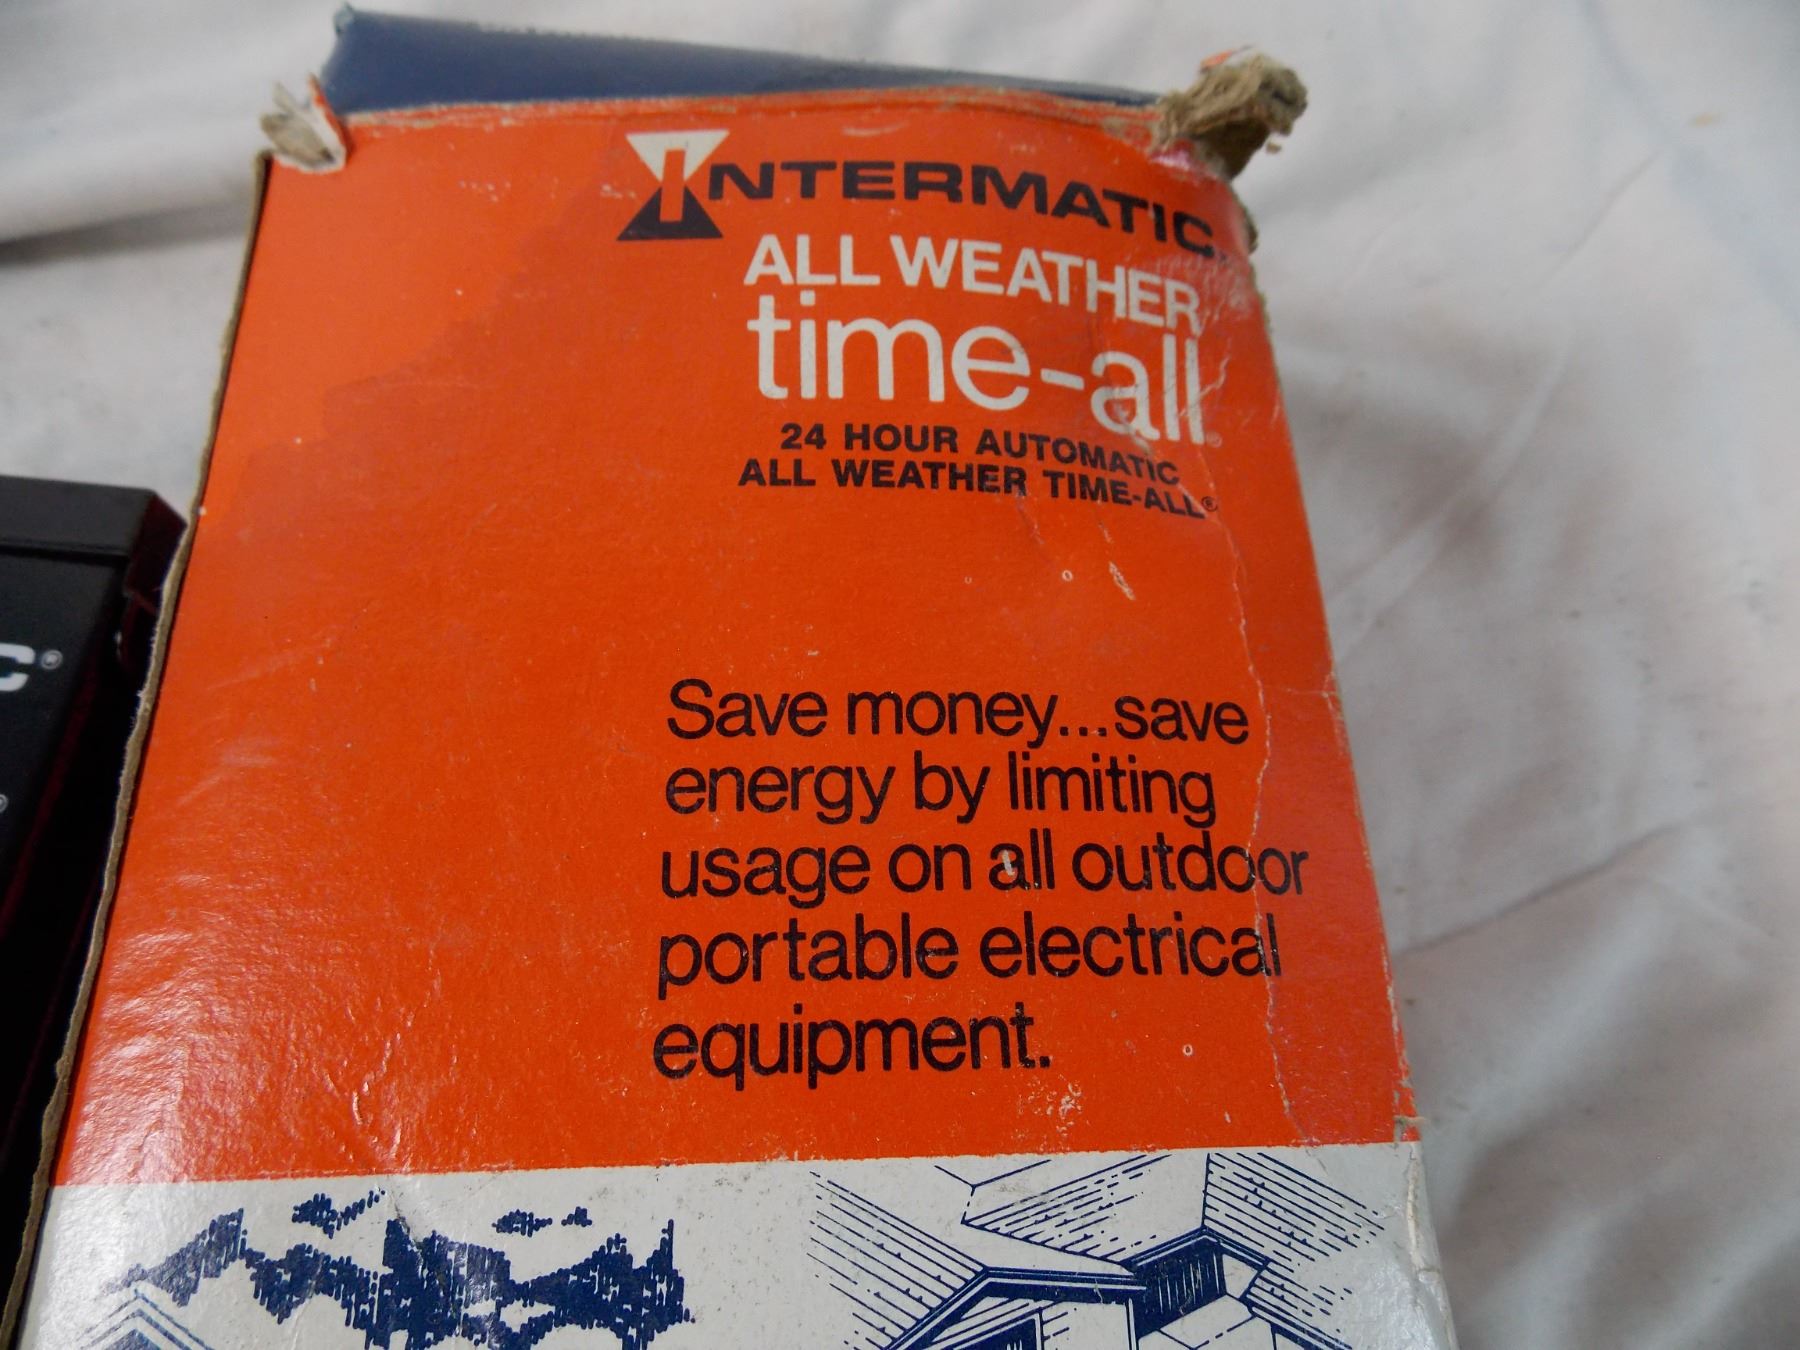 INTERMATIC
ALL WEATHER
time-all®
24 HOUR AUTOMATIC
ALL WEATHER TIME-ALL®
Save money...save
energy by limiting
usage on all outdoor
portable electrical
equipment.
C®